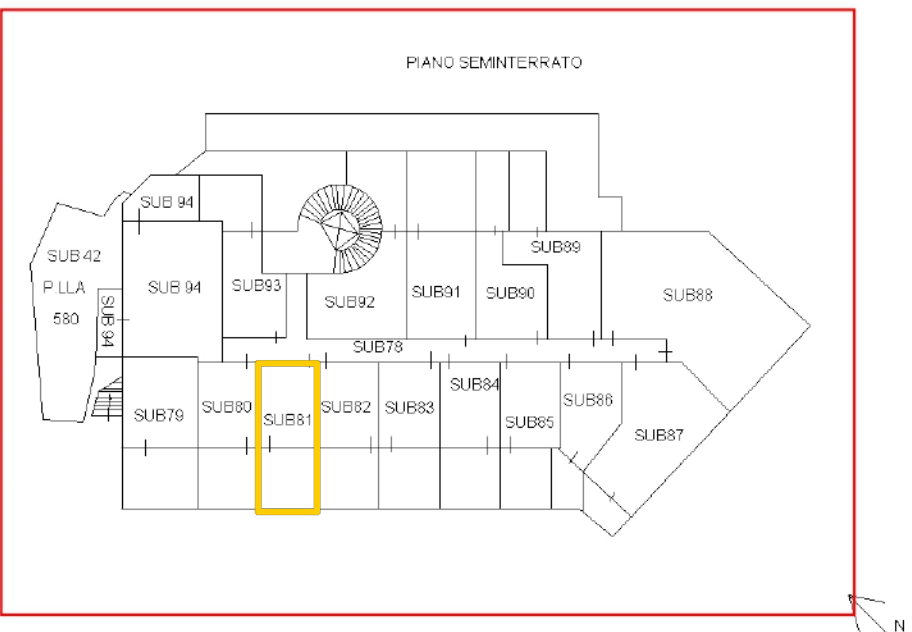 PIANO SEMINTERRATO
SUB 94
SUB 42
P.LLA
580
SUB 94
SUB 94
SUB93
SUB92
SUB91
SUB90
SUB89
SUB88
SUB78
SUB79
SUB80
SUB81
SUB82
SUB83
SUB84
SUB85
SUB86
SUB87
N